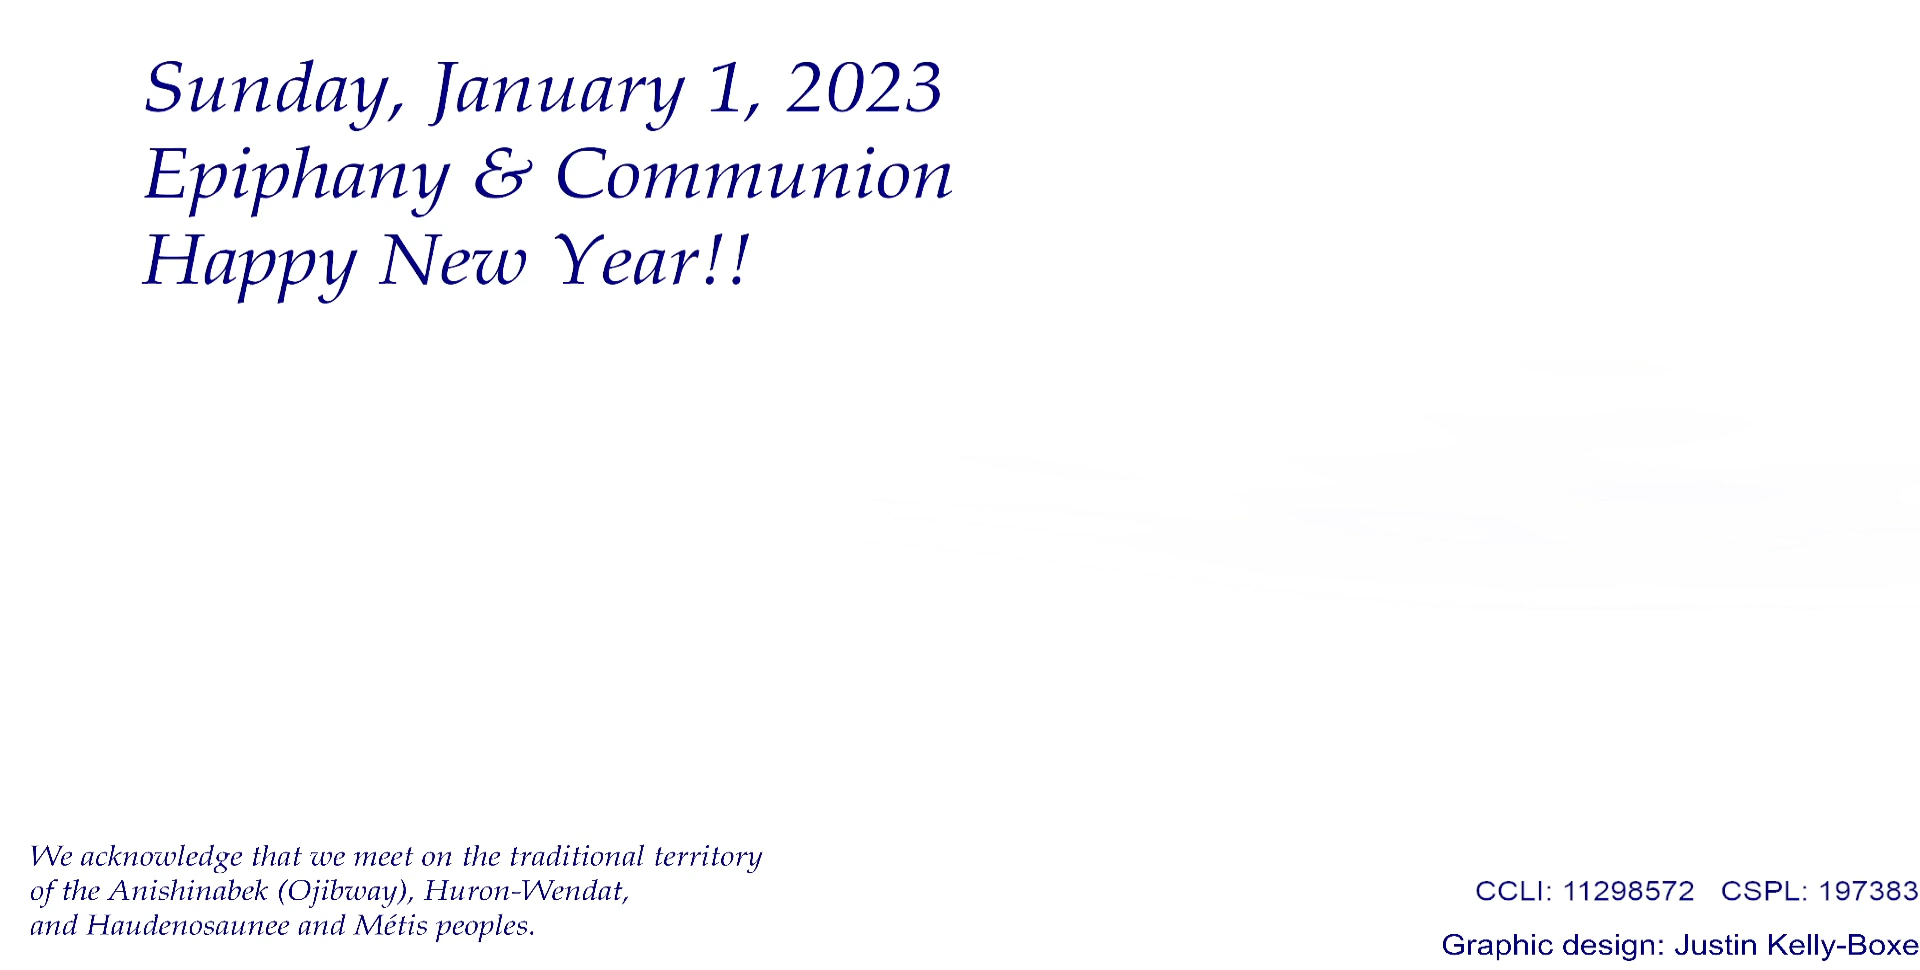 Sunday, January 1, 2023
Epiphany & Communion
Happy New Year!!
We acknowledge that we meet on the traditional territory
of the Anishinabek (Ojibway), Huron-Wendat,
and Haudenosaunee and Métis peoples.
CCLI: 11298572 CSPL: 197383
Graphic design: Justin Kelly-Boxe